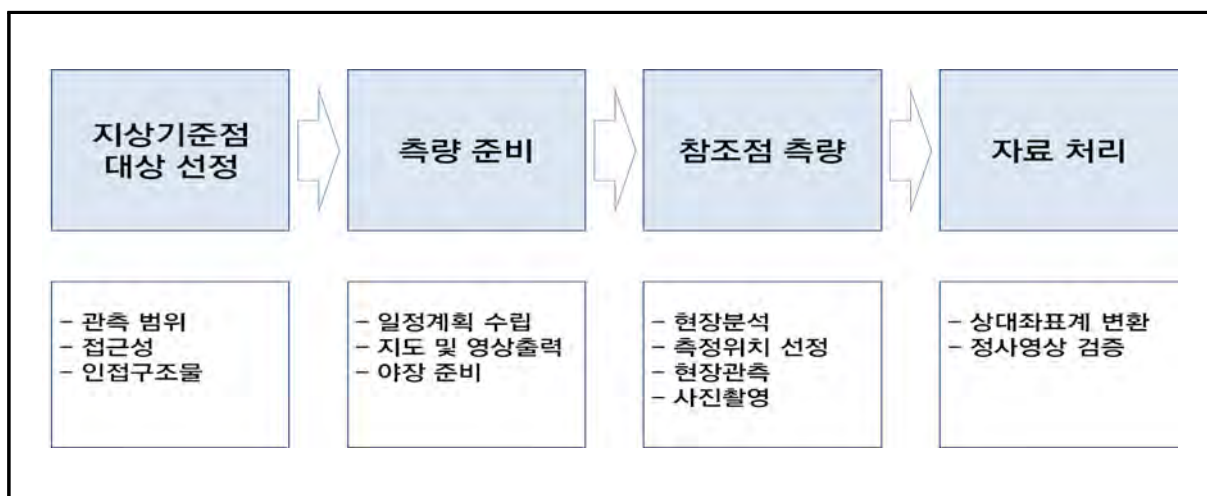 지상기준점
대상 선정
측량 준비
참조점 측량
자료 처리
- 관측 범위
- 접근성
- 인접구조물
- 일정계획 수립
- 지도 및 영상출력
- 야장 준비
- 현장분석
- 측정위치 선정
- 현장관측
- 사진촬영
- 상대좌표계 변환
- 정사영상 검증